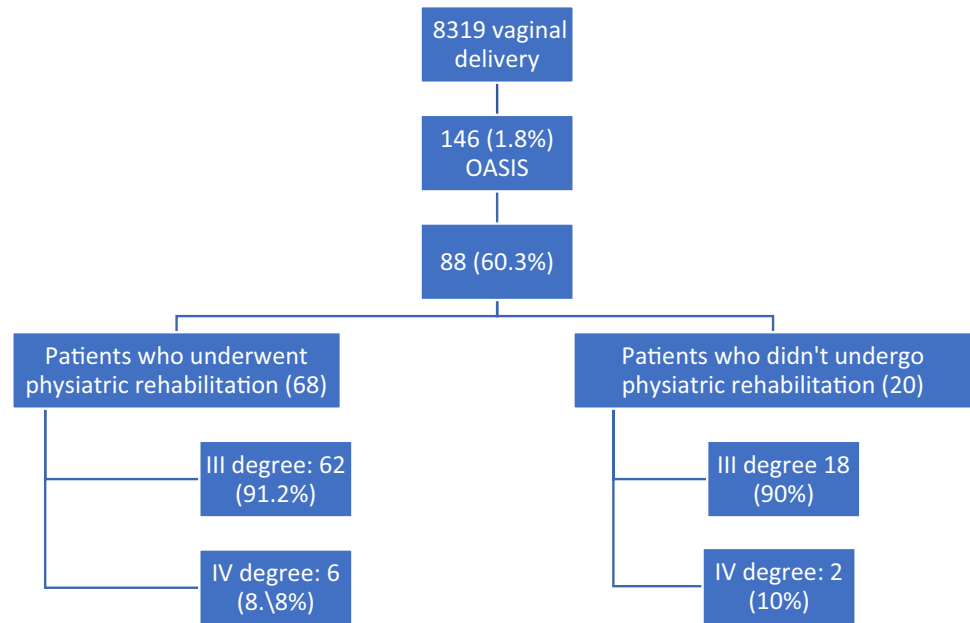 8319 vaginal
delivery
146 (1.8%)
OASIS
88 (60.3%)
Patients who underwent
physiatric rehabilitation (68)
III degree: 62
(91.2%)
IV degree: 6
(8.\8%)
Patients who didn't undergo
physiatric rehabilitation (20)
III degree 18
(90%)
IV degree: 2
(10%)